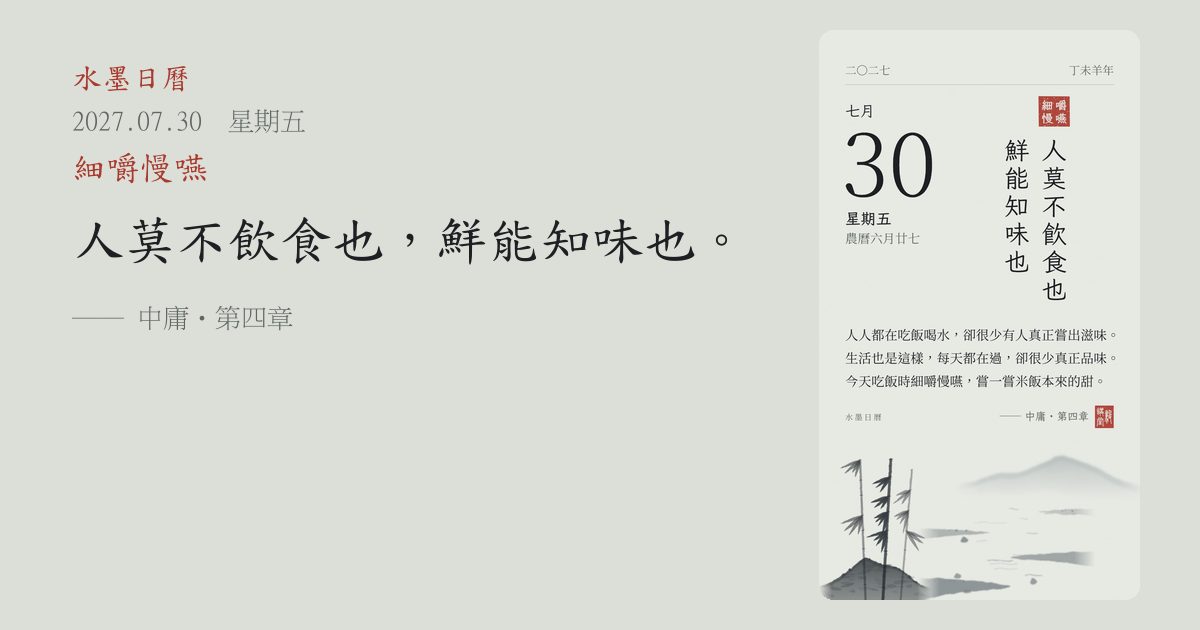 水墨日曆
2027.07.30 星期五
細嚼慢嚥
人莫不飲食也，鮮能知味也。
—— 中庸・第四章
二〇二七
丁未羊年
七月
30
星期五
農曆六月廿七
細嚼慢嚥
人莫不飲食也
鮮能知味也
人人都在吃飯喝水，卻很少有人真正嘗出滋味。
生活也是這樣，每天都在過，卻很少真正品味。
今天吃飯時細嚼慢嚥，嘗一嘗米飯本來的甜。
水墨日曆
—— 中庸・第四章